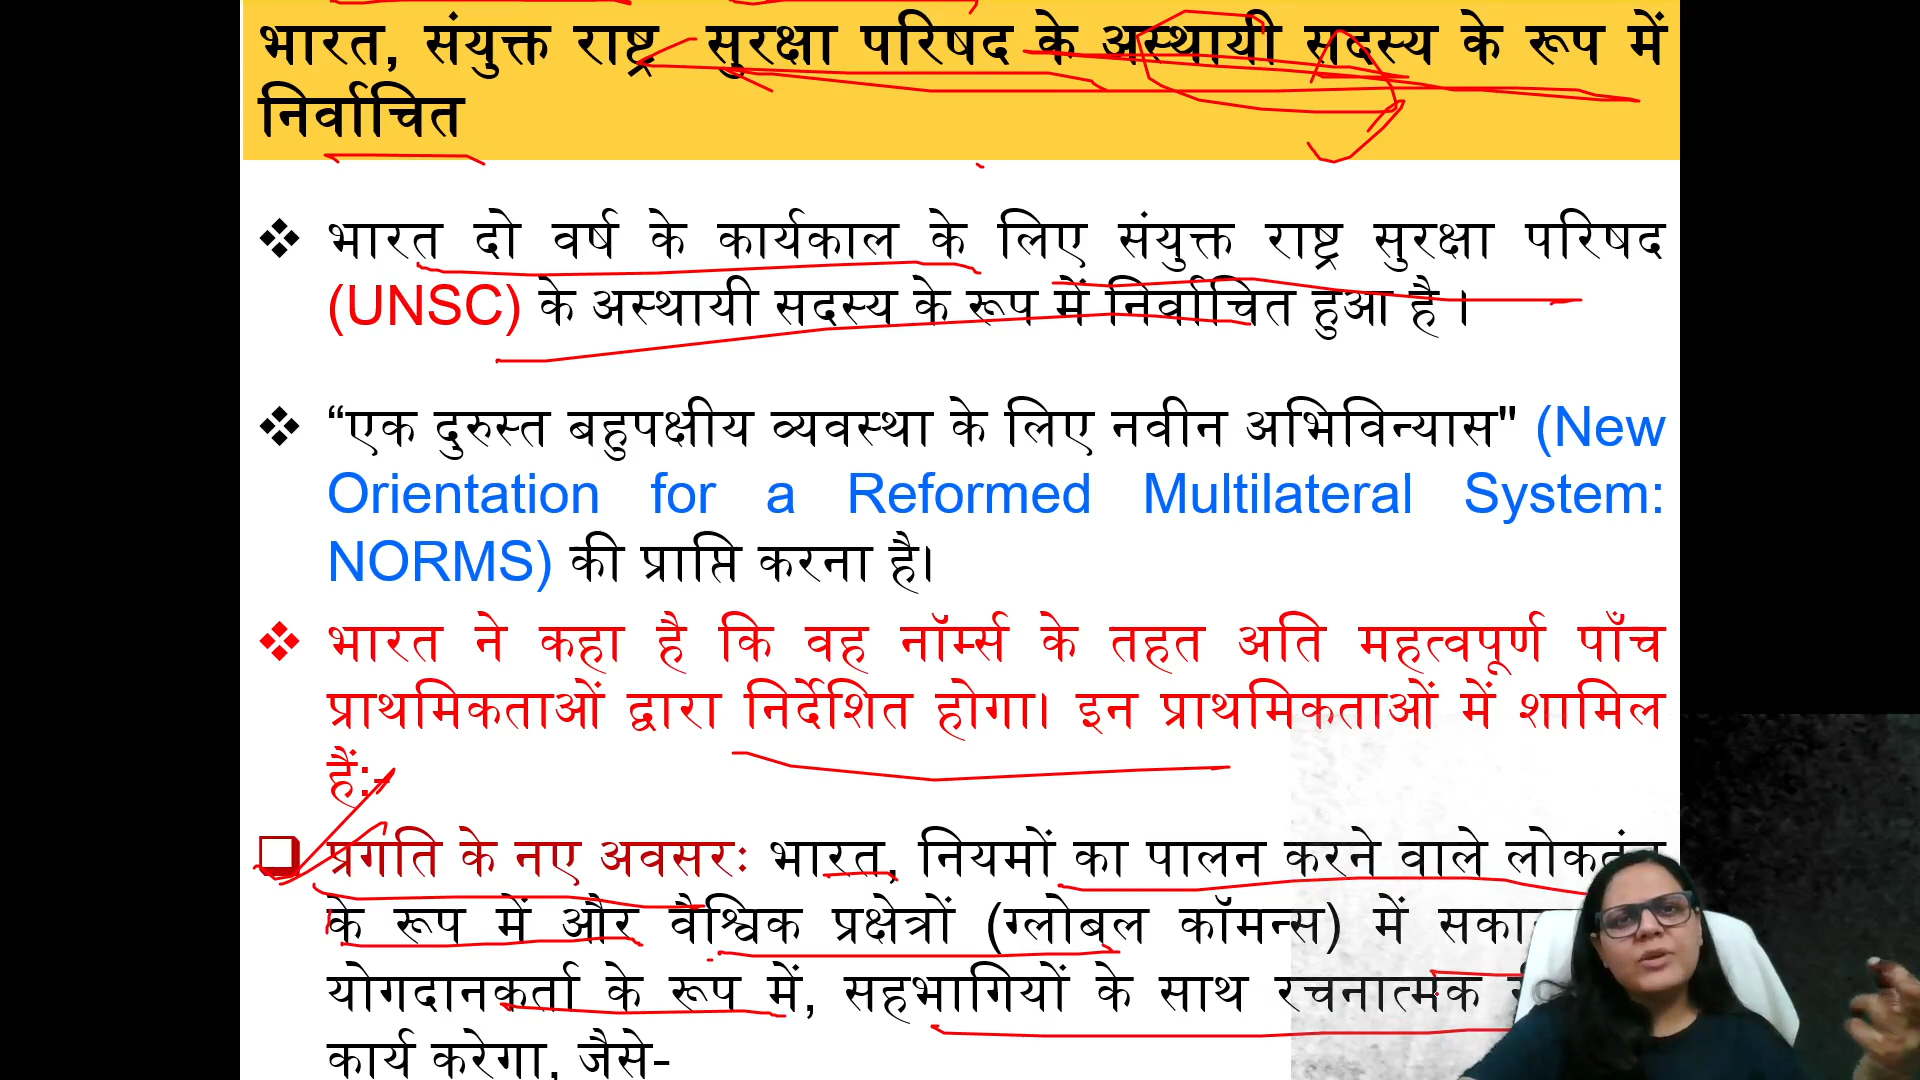 भारत, संयुक्त राष्ट्र सुरक्षा परिषद के अस्थायी सदस्य के रूप में
निर्वाचित
❖ भारत दो वर्ष के कार्यकाल के लिए संयुक्त राष्ट्र सुरक्षा परिषद
(UNSC) के अस्थायी सदस्य के रूप में निर्वाचित हुआ है ।
❖ “एक दुरुस्त बहुपक्षीय व्यवस्था के लिए नवीन अभिविन्यास" (New
Orientation for a Reformed Multilateral System:
NORMS) की प्राप्ति करना है।
❖ भारत ने कहा है कि वह नॉर्म्स के तहत अति महत्वपूर्ण पाँच
प्राथमिकताओं द्वारा निर्देशित होगा। इन प्राथमिकताओं में शामिल
हैं:-
❑ प्रगति के नए अवसरः भारत, नियमों का पालन करने वाले लोकतंत्र
के रूप में और वैश्विक प्रक्षेत्रों (ग्लोबल कॉमन्स) में
योगदानकर्ता के रूप में, सहभागियों के साथ रचनात्मक
कार्य करेगा, जैसे-